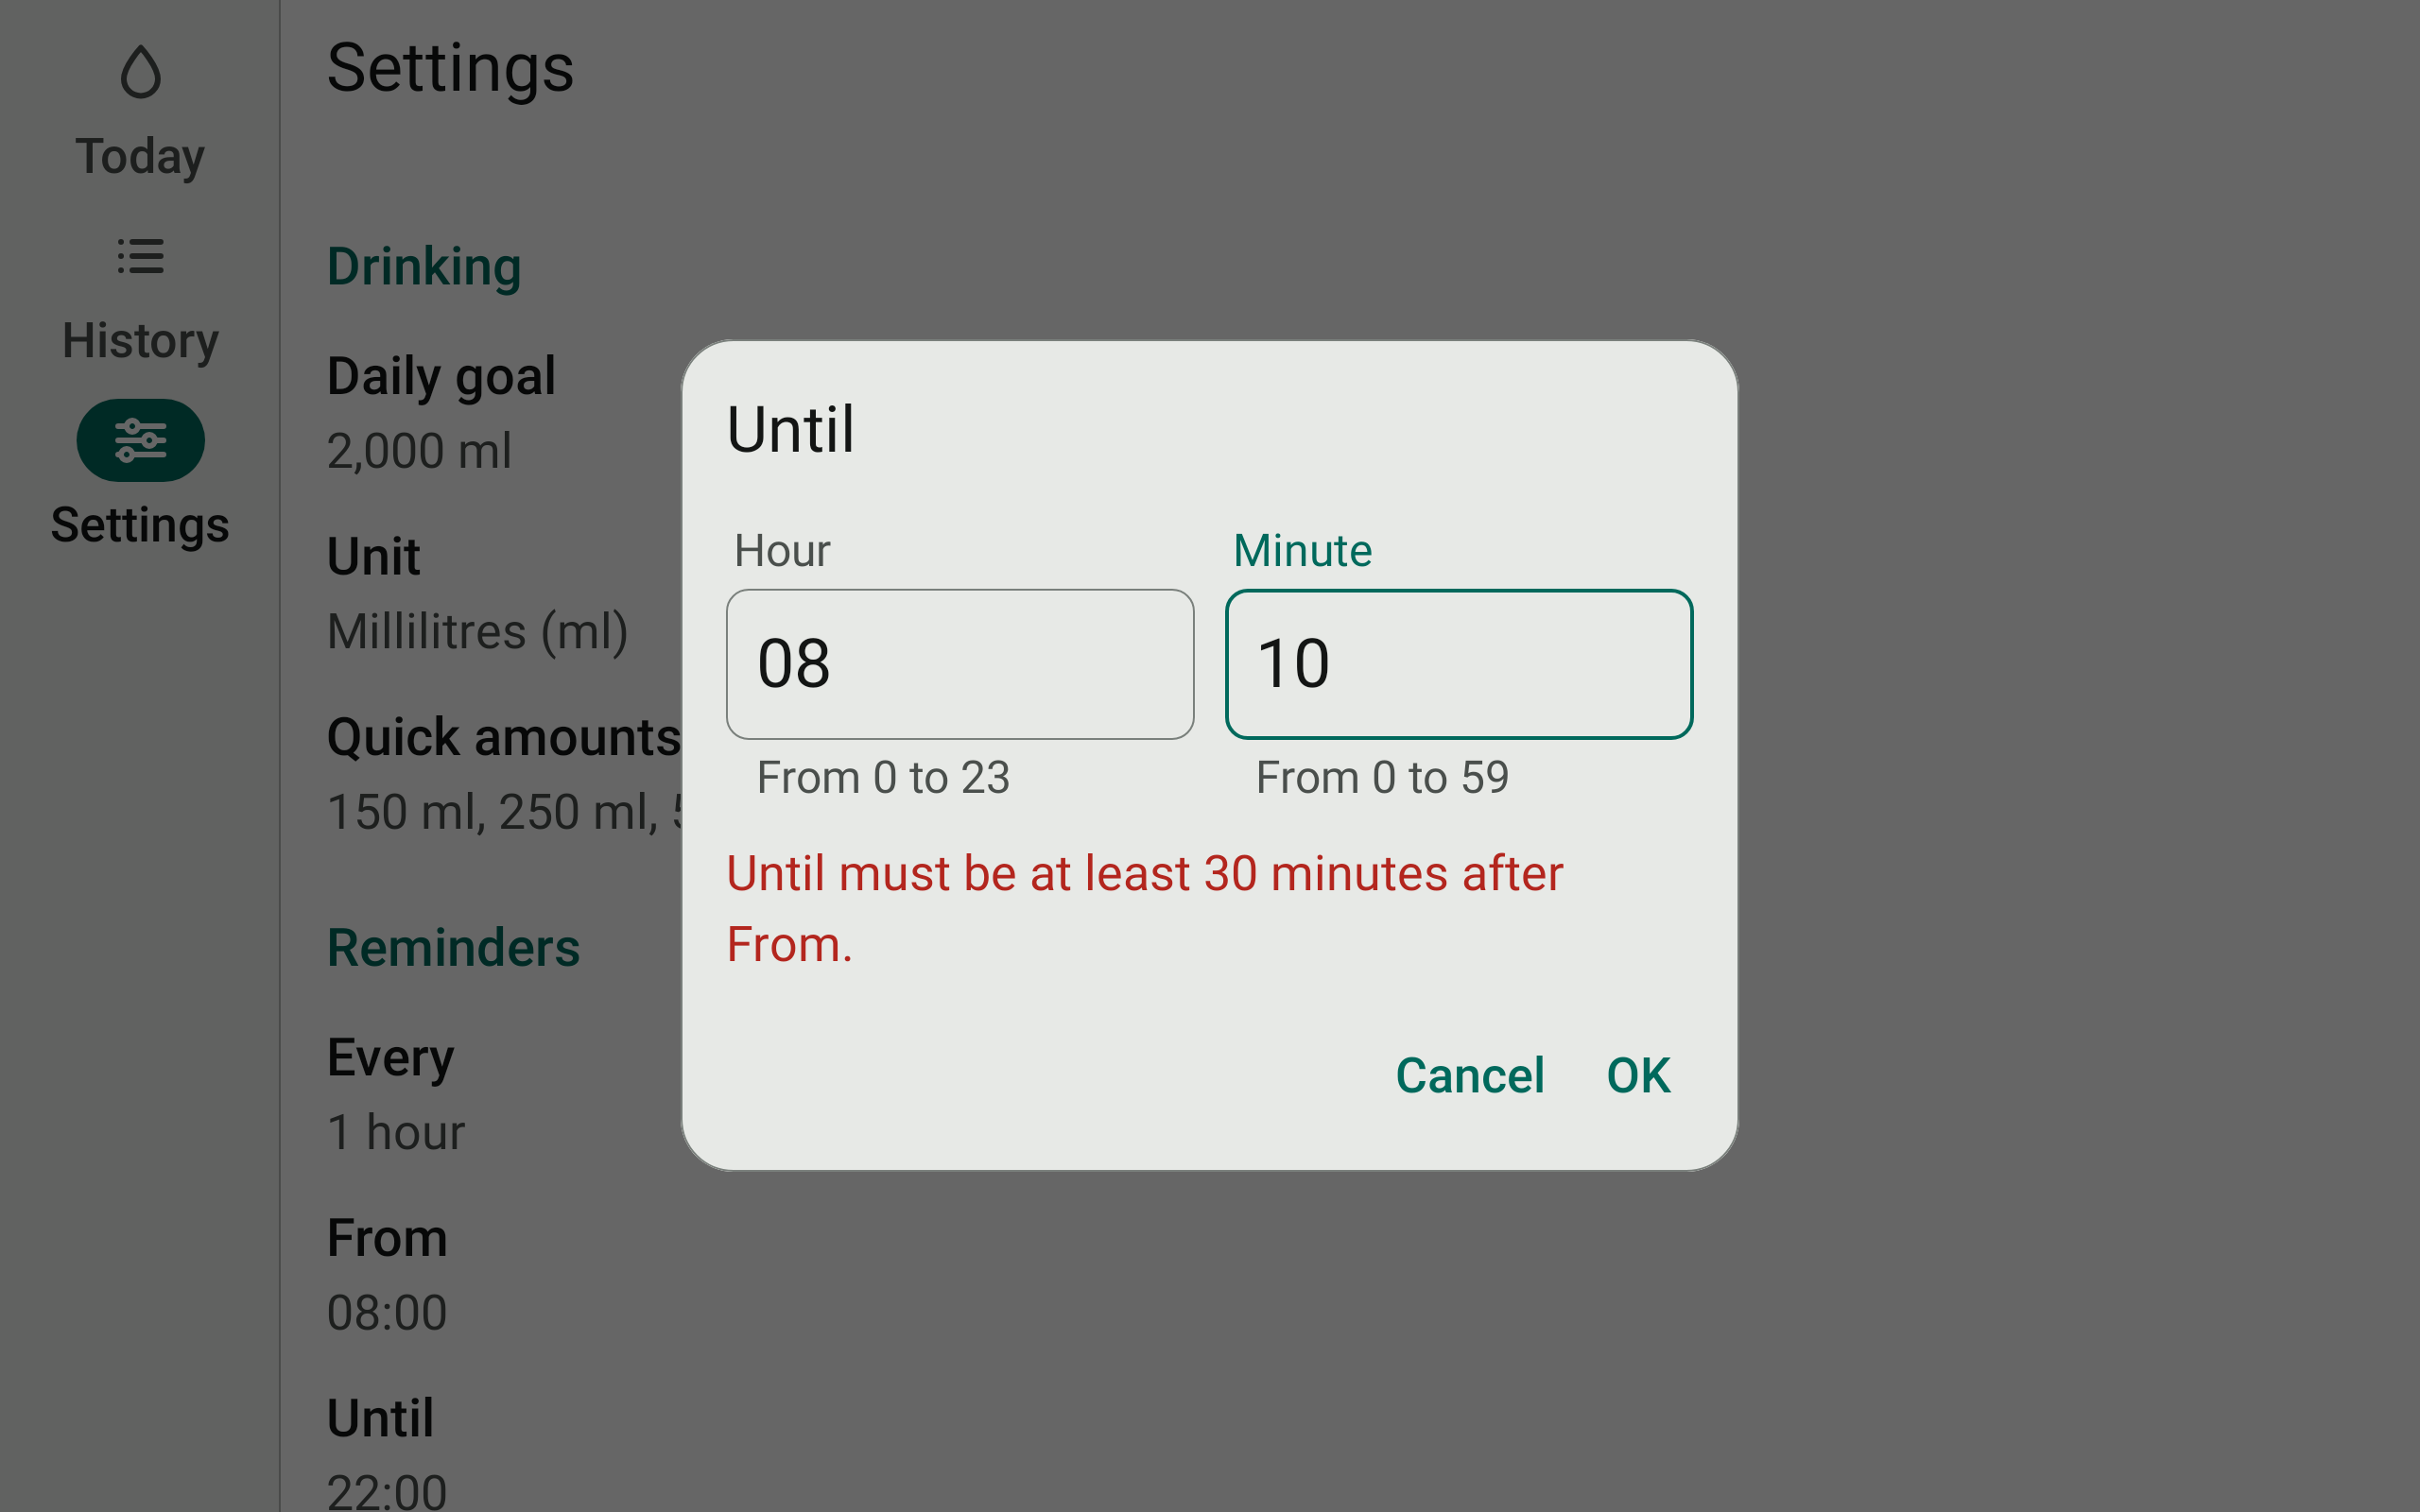 Today
History
Settings
Settings
Drinking
Daily goal
2,000 ml
Unit
Millilitres (ml)
Quick amounts
150 ml, 250 ml,
Reminders
Every
1 hour
From
08:00
Until
22:00
Until
Hour
Minute
08
10
From 0 to 23
From 0 to 59
Until must be at least 30 minutes after
From.
Cancel
OK